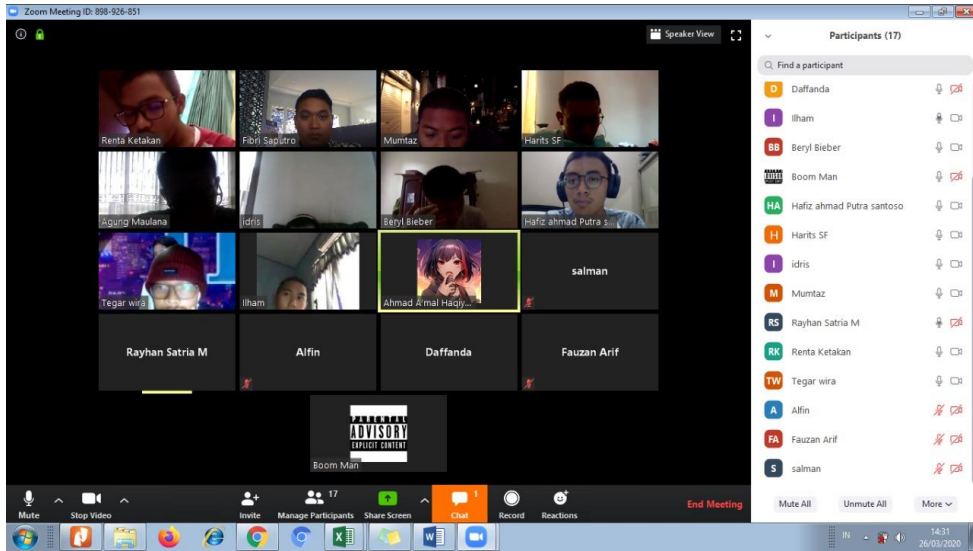 Zoom Meeting ID: 898-926-851
Speaker View
Renta Ketakan
Fibri Saputro
Mumtaz
Harits SF
Agung Maulana
idris
Beryl Bieber
Hafiz ahmad Putra s...
Tegar wira
Ilham
Ahmad A'mal Haqiy...
salman
Rayhan Satria M
Alfin
Daffanda
Fauzan Arif
PARENTAL
ADVISORY
EXPLICIT CONTENT
Boom Man
Mute
Stop Video
Invite
17
Manage Participants
Share Screen
1
Chat
Record
Reactions
End Meeting
Participants (17)
Find a participant
D Daffanda
I Ilham
BB Beryl Bieber
Boom Man
HA Hafiz ahmad Putra santoso
H Harits SF
I idris
M Mumtaz
RS Rayhan Satria M
RK Renta Ketakan
TW Tegar wira
A Alfin
FA Fauzan Arif
S salman
Mute All
Unmute All
More
IN
14:31
26/03/2020